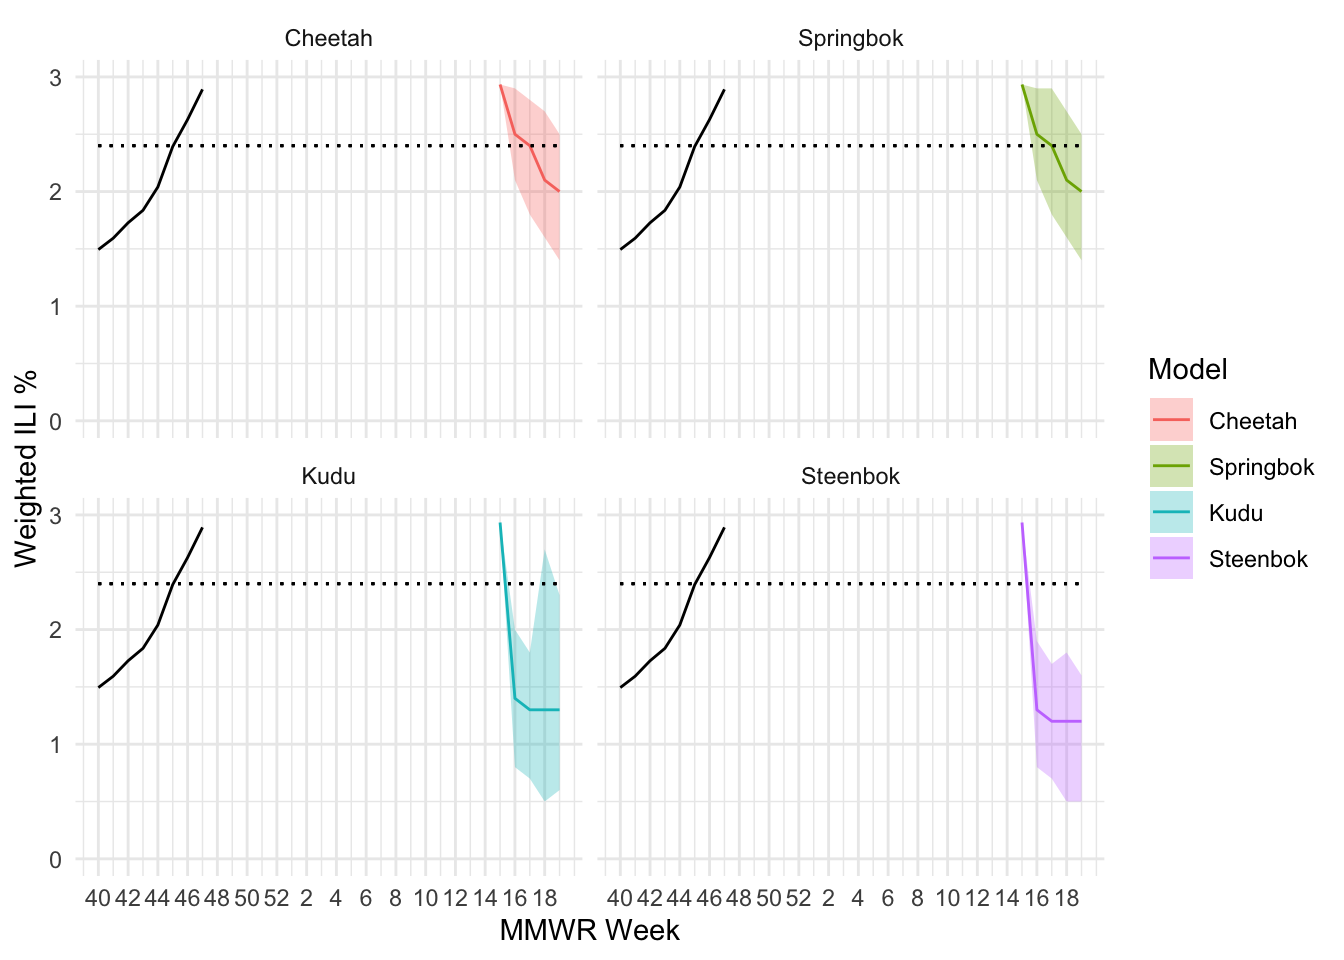 Cheetah Springbok
3
2
1
0
Kudu Steenbok
3
2
1
0
40 42 44 46 48 50 52 2 4 6 8 10 12 14 16 18 40 42 44 46 48 50 52 2 4 6 8 10 12 14 16 18
MMWR Week
Weighted ILI %
Model
Cheetah
Springbok
Kudu
Steenbok